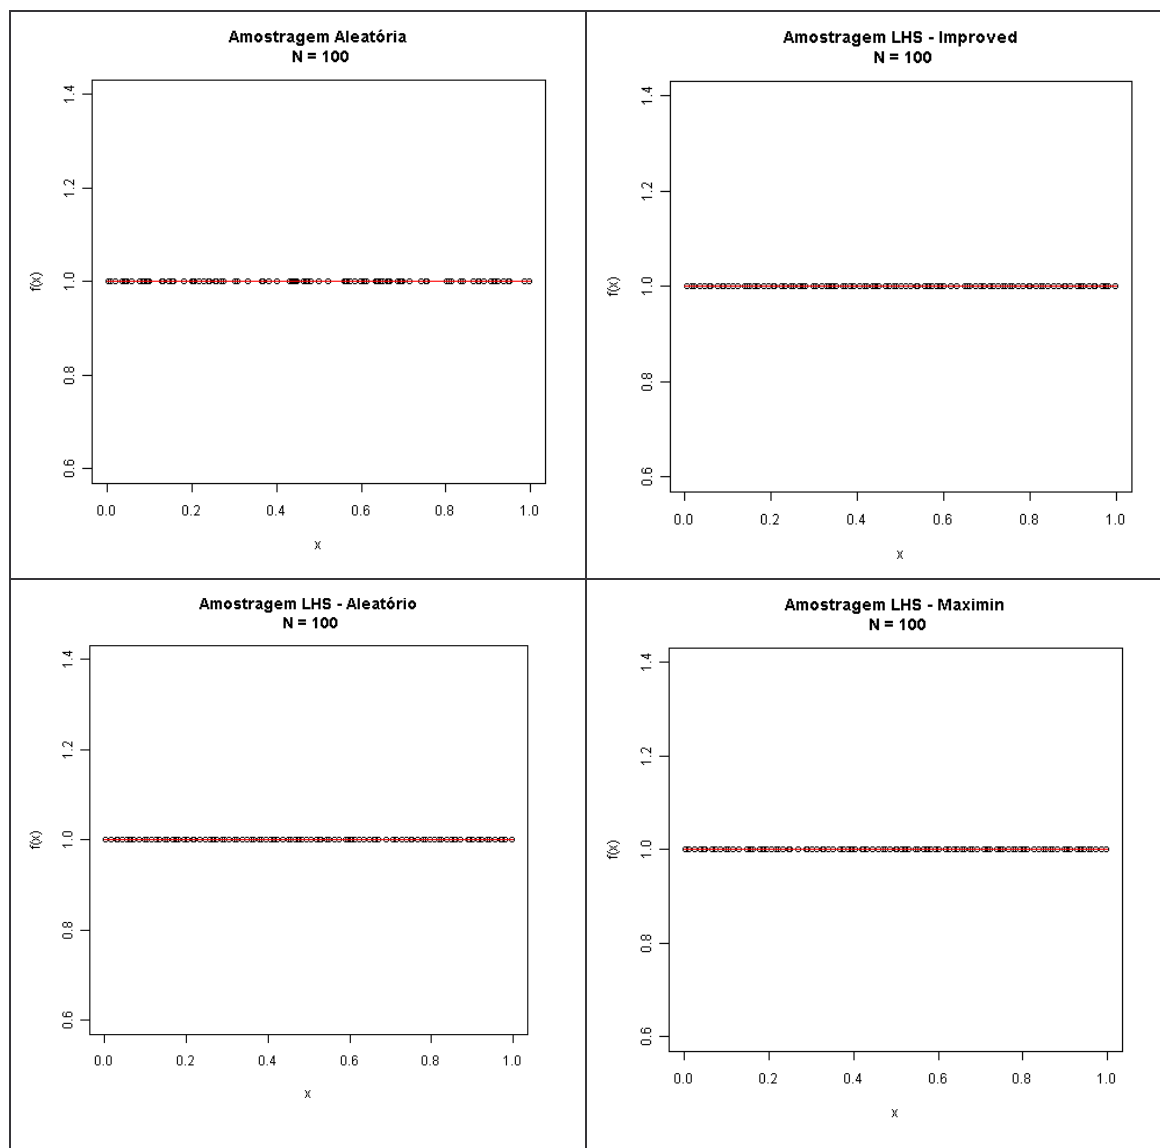 Amostragem Aleatória
N = 100
1.4
1.2
1.0
0.8
0.6
f(x)
0.0 0.2 0.4 0.6 0.8 1.0
x
Amostragem LHS - Improved
N = 100
1.4
1.2
1.0
0.8
0.6
f(x)
0.0 0.2 0.4 0.6 0.8 1.0
x
Amostragem LHS - Aleatório
N = 100
1.4
1.2
1.0
0.8
0.6
f(x)
0.0 0.2 0.4 0.6 0.8 1.0
x
Amostragem LHS - Maximin
N = 100
1.4
1.2
1.0
0.8
0.6
f(x)
0.0 0.2 0.4 0.6 0.8 1.0
x